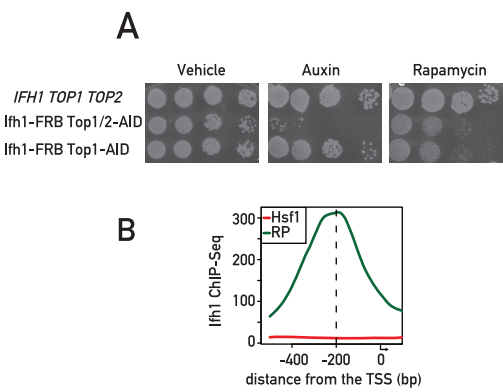 A
Vehicle Auxin Rapamycin
IFH1 TOP1 TOP2
Ifh1-FRB Top1/2-AID
Ifh1-FRB Top1-AID
B
Hsf1
RP
Ifh1 ChIP-Seq
300
200
100
0
-400 -200 0
distance from the TSS (bp)